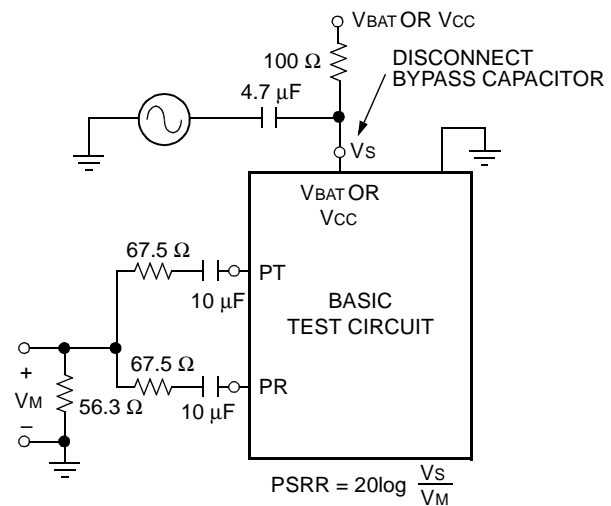 VBAT OR VCC
100 Ω
DISCONNECT
BYPASS CAPACITOR
4.7 μF
VS
VBAT OR
VCC
67.5 Ω
PT
10 μF
BASIC
TEST CIRCUIT
67.5 Ω
PR
10 μF
+
VM
–
56.3 Ω
PSRR = 20log VS
VM